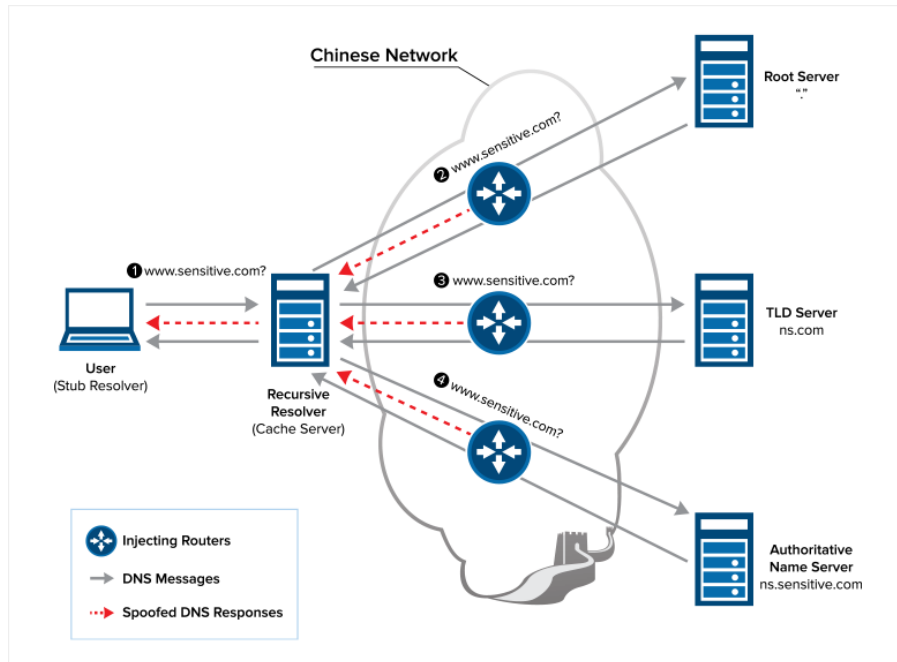 Chinese Network
Root Server
"."
❷ www.sensitive.com?
❶ www.sensitive.com?
❸ www.sensitive.com?
TLD Server
ns.com
User
(Stub Resolver)
Recursive
Resolver
(Cache Server)
❹ www.sensitive.com?
Injecting Routers
DNS Messages
Spoofed DNS Responses
Authoritative
Name Server
ns.sensitive.com